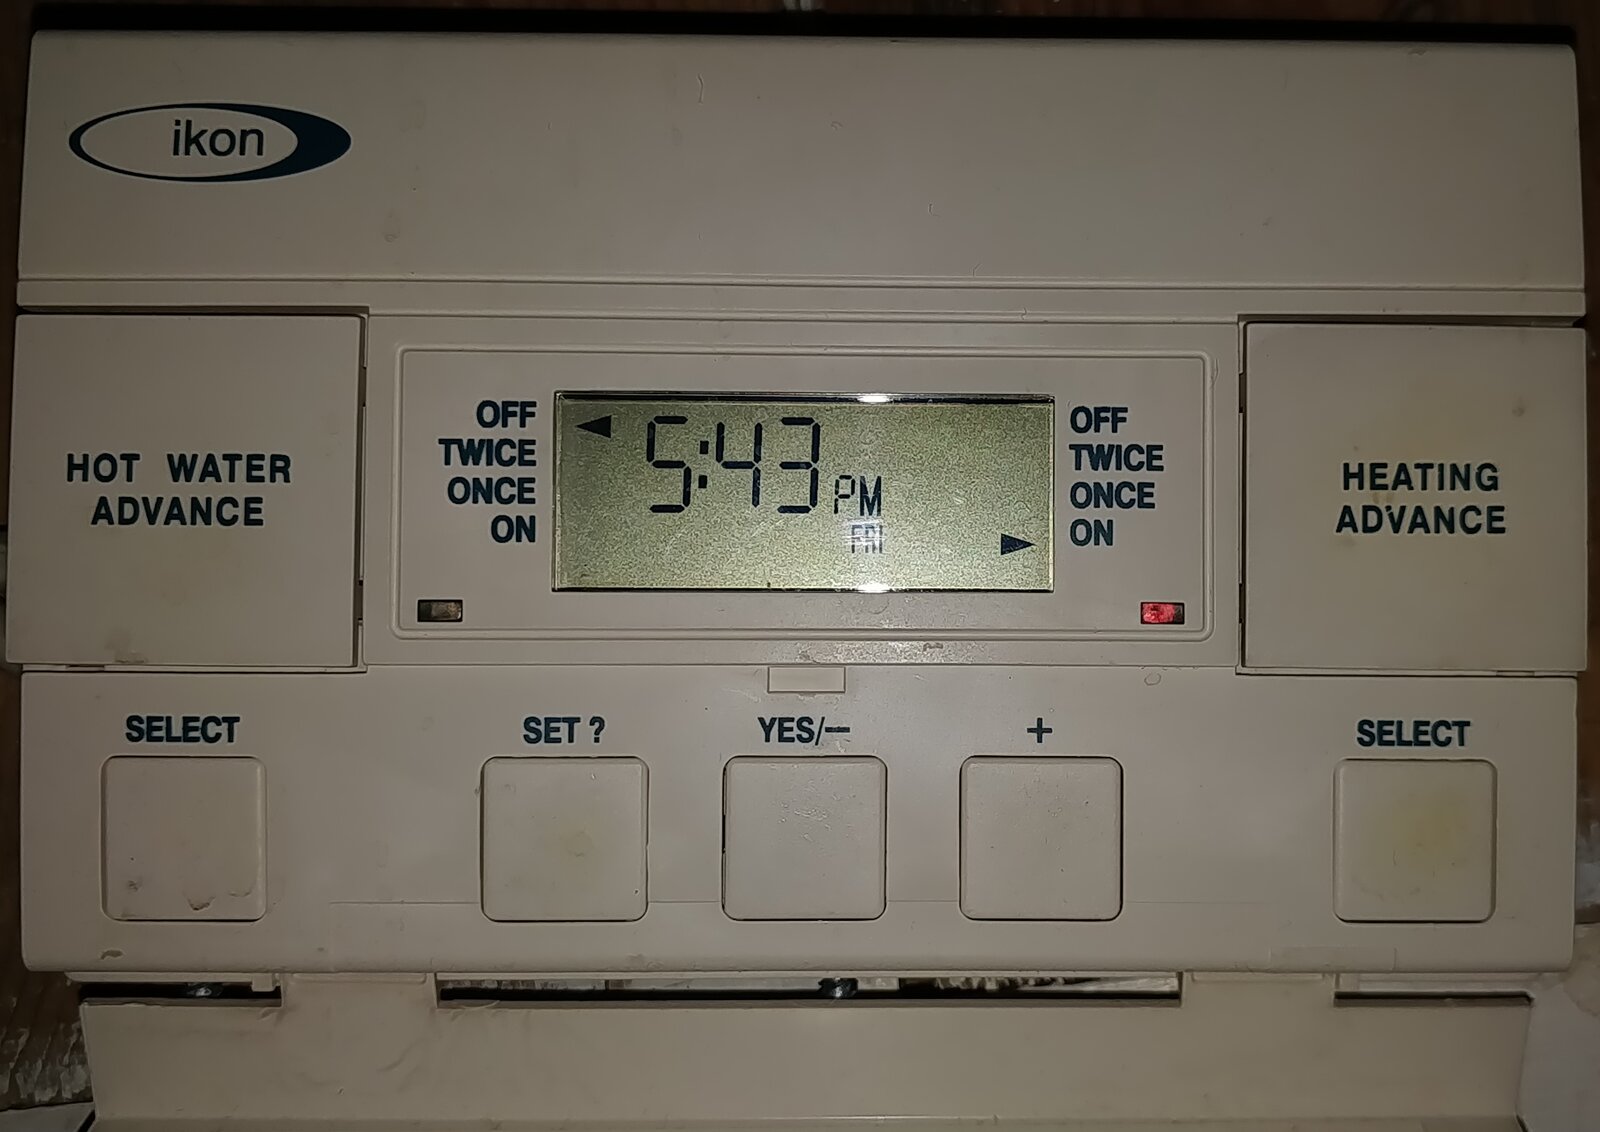 ikon
HOT WATER
ADVANCE
OFF
TWICE
ONCE
ON
5:43 PM
FRI
OFF
TWICE
ONCE
ON
HEATING
ADVANCE
SELECT
SET ?
YES/−
+
SELECT